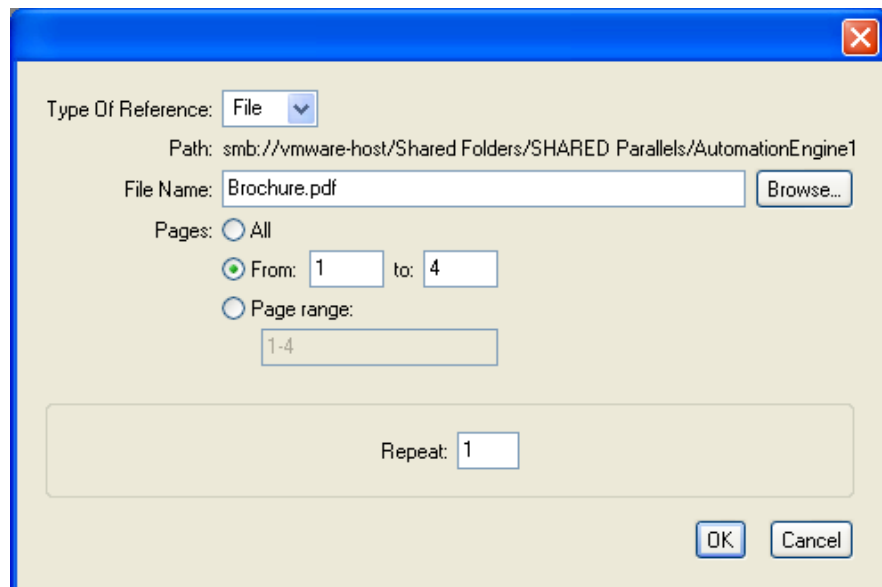 Type Of Reference: File
Path: smb://vmware-host/Shared Folders/SHARED Parallels/AutomationEngine1
File Name: Brochure.pdf Browse...
Pages: All
From: 1 to: 4
Page range:
1-4
Repeat: 1
OK Cancel